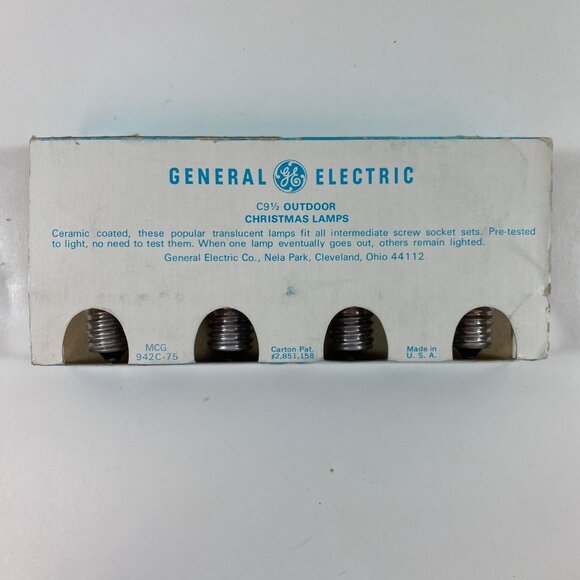 GENERAL GE ELECTRIC
C9½ OUTDOOR
CHRISTMAS LAMPS
Ceramic coated, these popular translucent lamps fit all intermediate screw socket sets. Pre-tested
to light, no need to test them. When one lamp eventually goes out, others remain lighted.
General Electric Co., Nela Park, Cleveland, Ohio 44112
MCG
942C-75
Carton Pat.
#2,851,158
Made in
U. S. A.